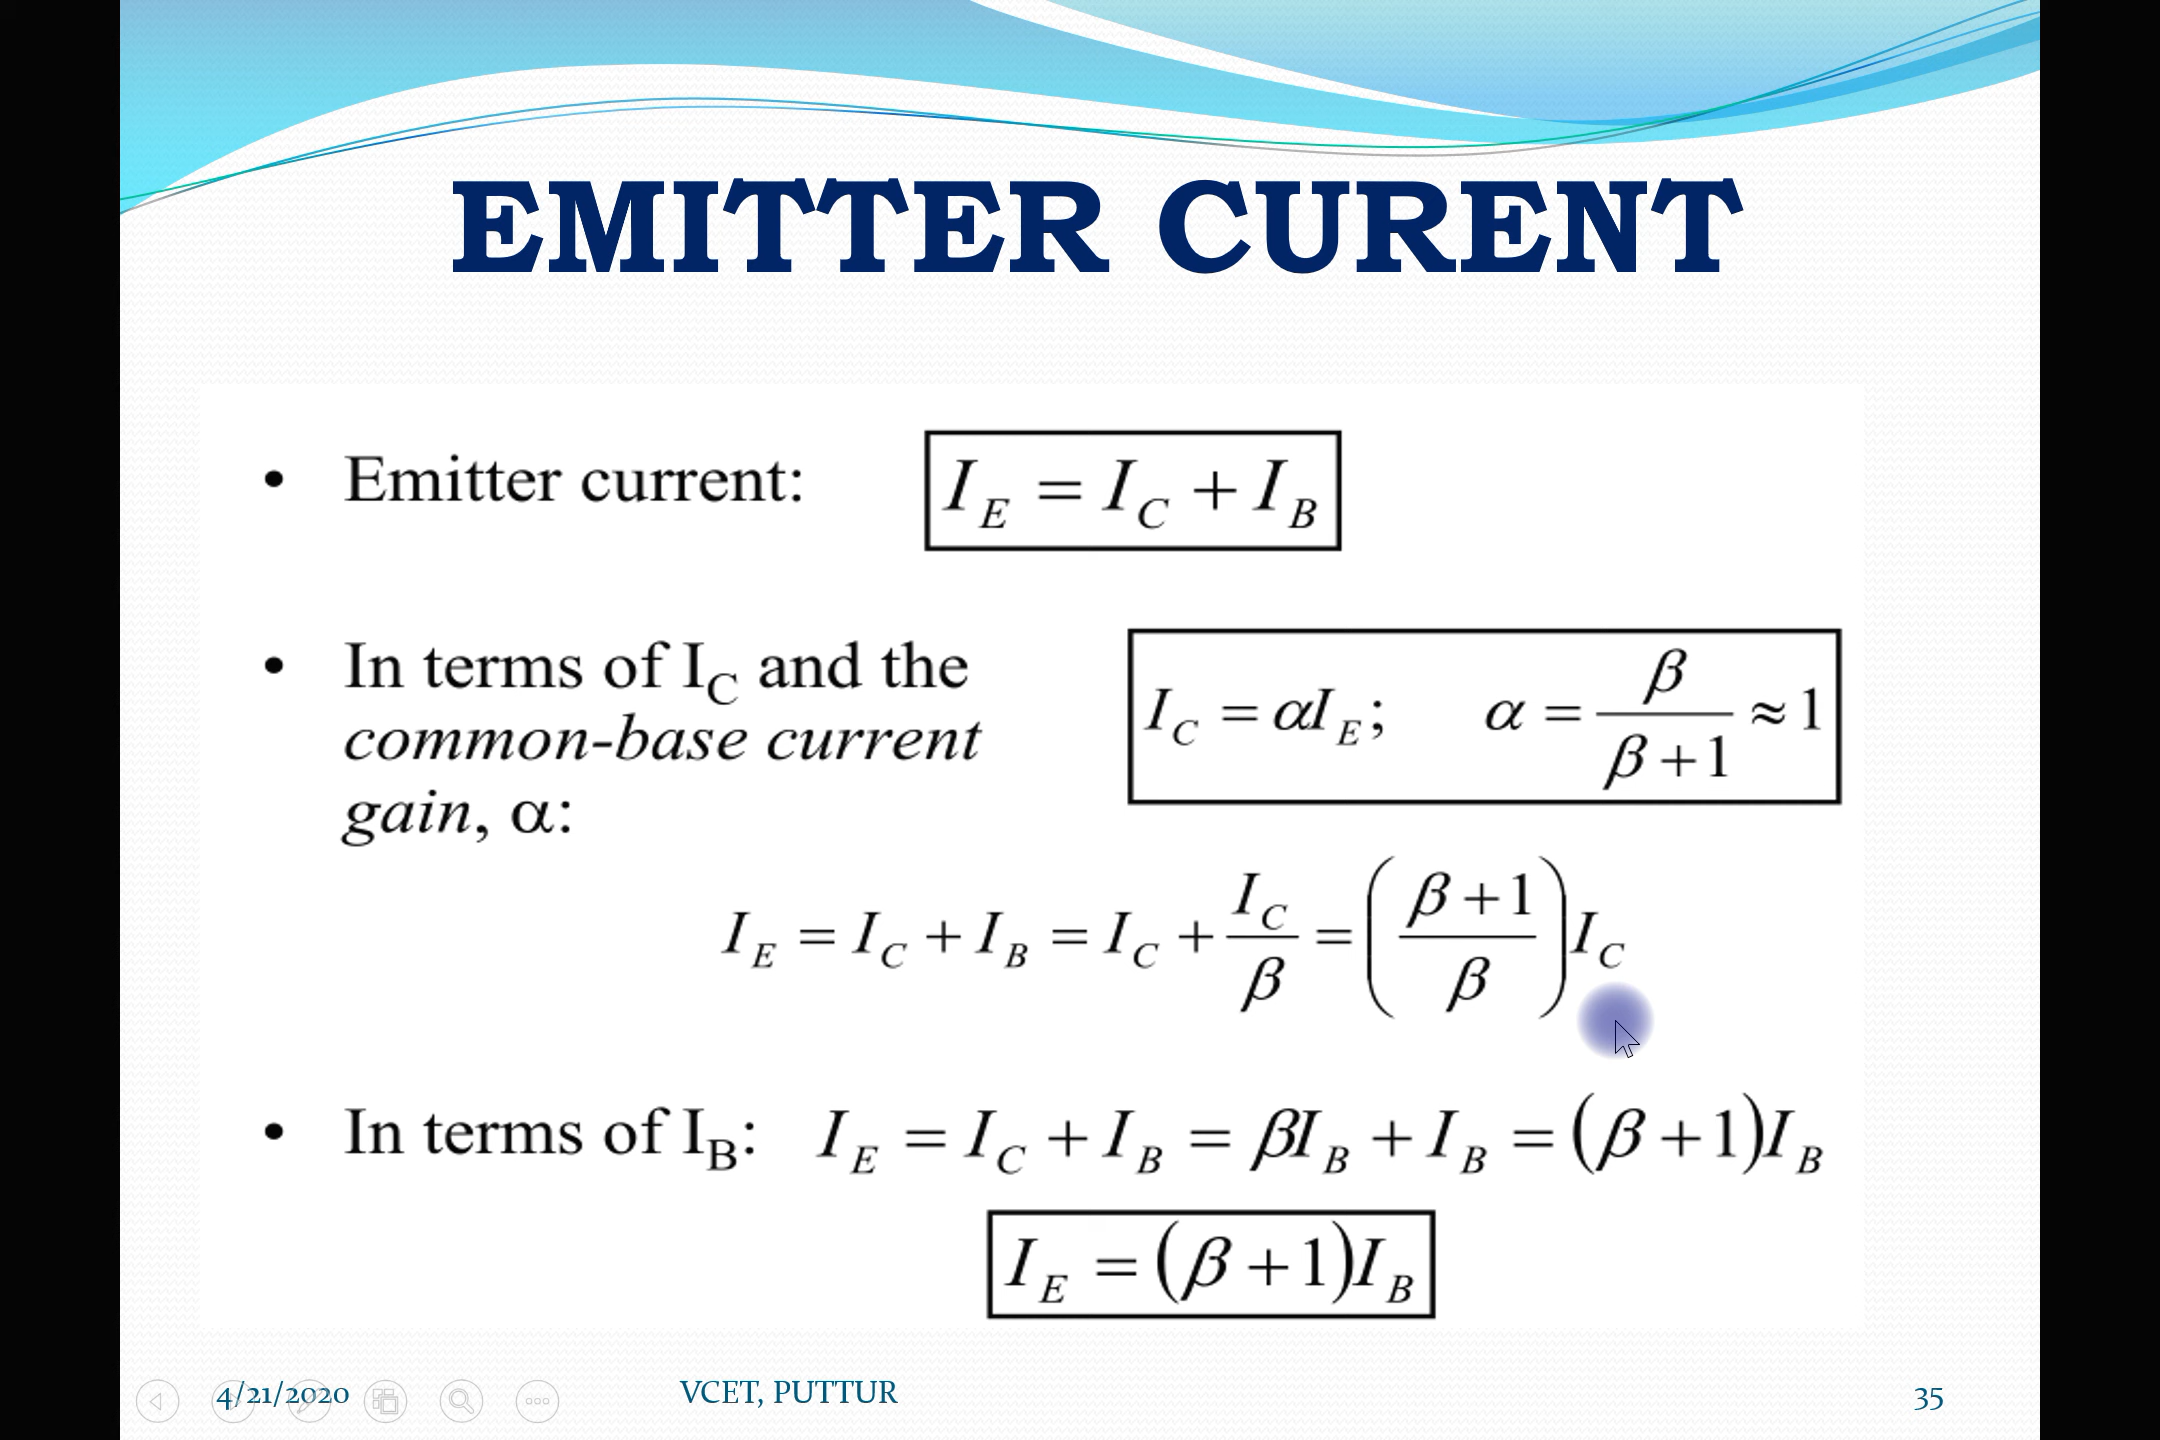 EMITTER CURENT
• Emitter current: I_E = I_C + I_B
• In terms of I_C and the
common-base current
gain, α:
I_C = αI_E; α = β/(β + 1) ≈ 1
I_E = I_C + I_B = I_C + I_C/β = ((β + 1)/β) I_C
• In terms of I_B: I_E = I_C + I_B = βI_B + I_B = (β + 1)I_B
I_E = (β + 1)I_B
4/21/2020
VCET, PUTTUR
35